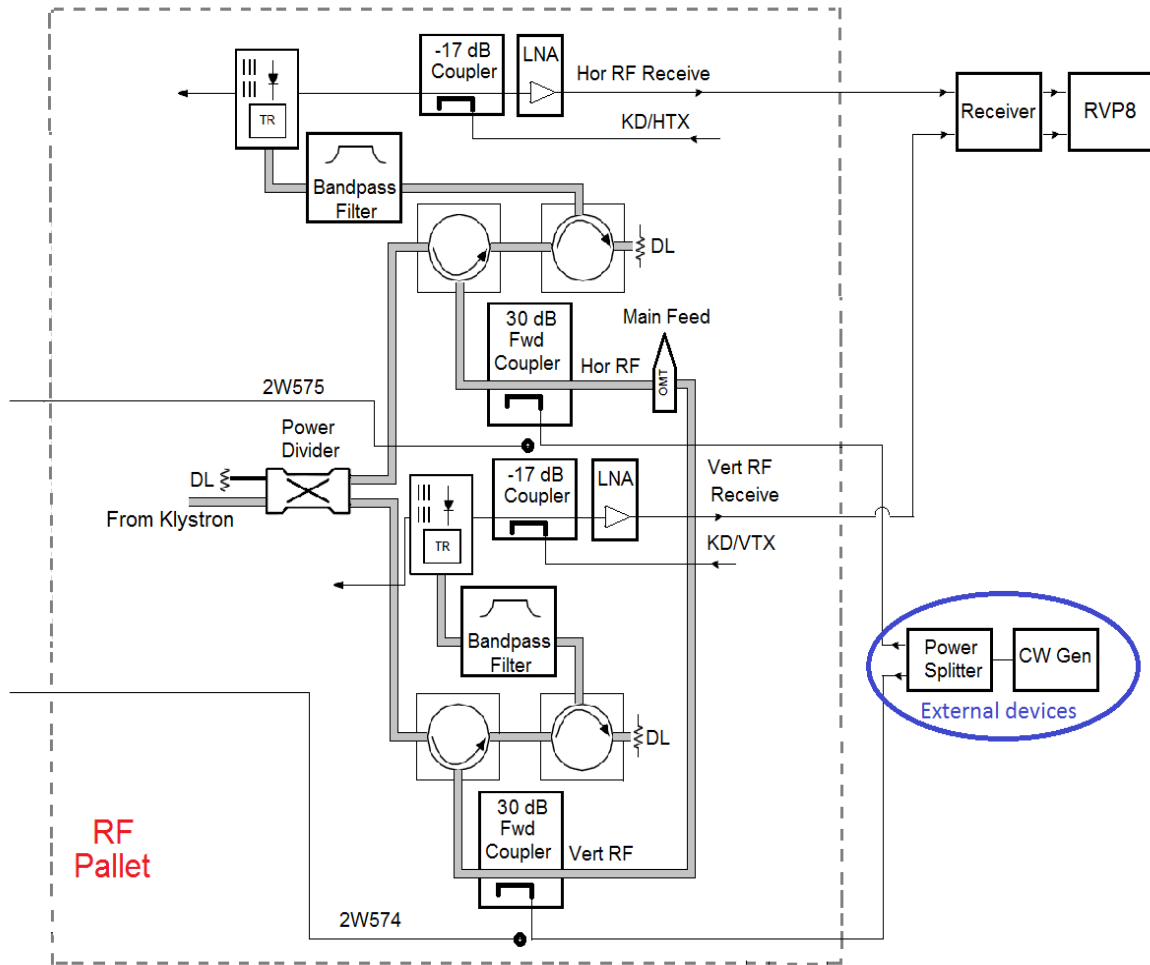 -17 dB
Coupler
LNA
Hor RF Receive
KD/HTX
TR
Receiver
RVP8
Bandpass
Filter
DL
30 dB
Fwd
Coupler
Main Feed
Hor RF
OMT
2W575
Power
Divider
DL
From Klystron
-17 dB
Coupler
LNA
Vert RF
Receive
KD/VTX
TR
Bandpass
Filter
Power
Splitter
CW Gen
External devices
DL
30 dB
Fwd
Coupler
Vert RF
RF
Pallet
2W574